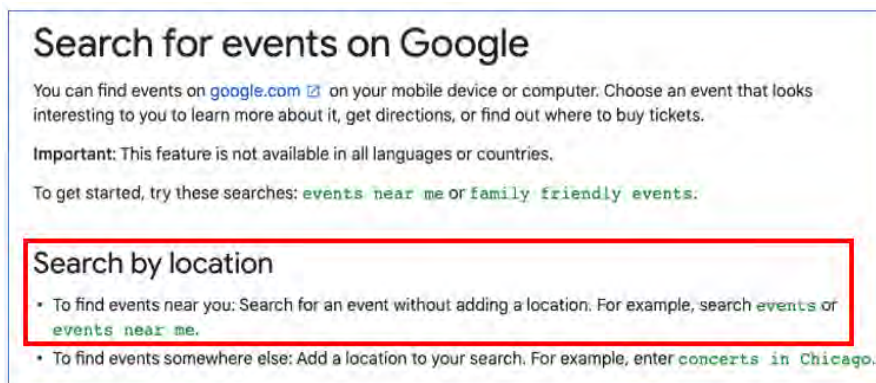 Search for events on Google
You can find events on google.com on your mobile device or computer. Choose an event that looks
interesting to you to learn more about it, get directions, or find out where to buy tickets.
Important: This feature is not available in all languages or countries.
To get started, try these searches: events near me or family friendly events.
Search by location
• To find events near you: Search for an event without adding a location. For example, search events or
events near me.
• To find events somewhere else: Add a location to your search. For example, enter concerts in Chicago.